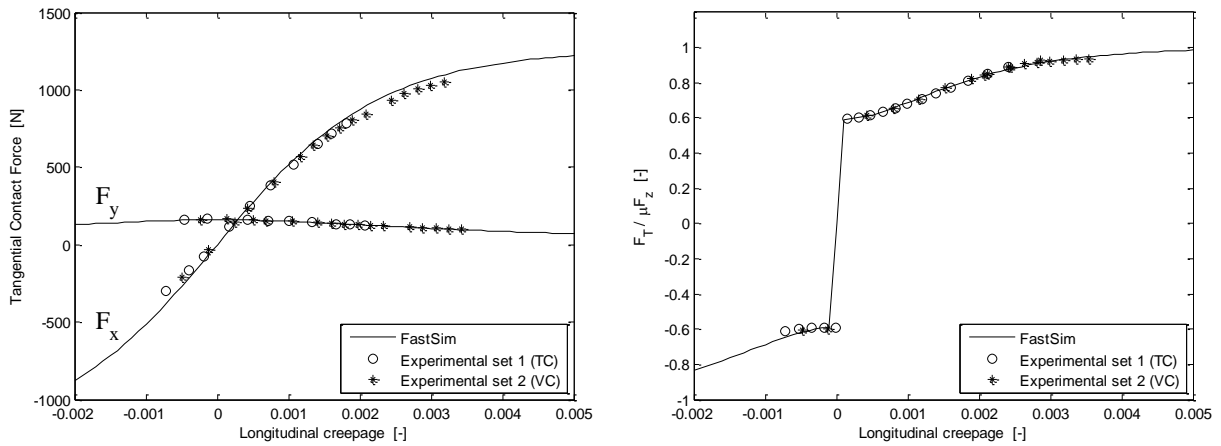 1500
1000
500
0
-500
-1000
-0.002
-0.001
0
0.001
0.002
0.003
0.004
0.005
Tangential Contact Force [N]
Longitudinal creepage [-]
F_y
F_x
FastSim
Experimental set 1 (TC)
Experimental set 2 (VC)
1
0.8
0.6
0.4
0.2
0
-0.2
-0.4
-0.6
-0.8
-1
-0.002
-0.001
0
0.001
0.002
0.003
0.004
0.005
F_T / μF_z [-]
Longitudinal creepage [-]
FastSim
Experimental set 1 (TC)
Experimental set 2 (VC)